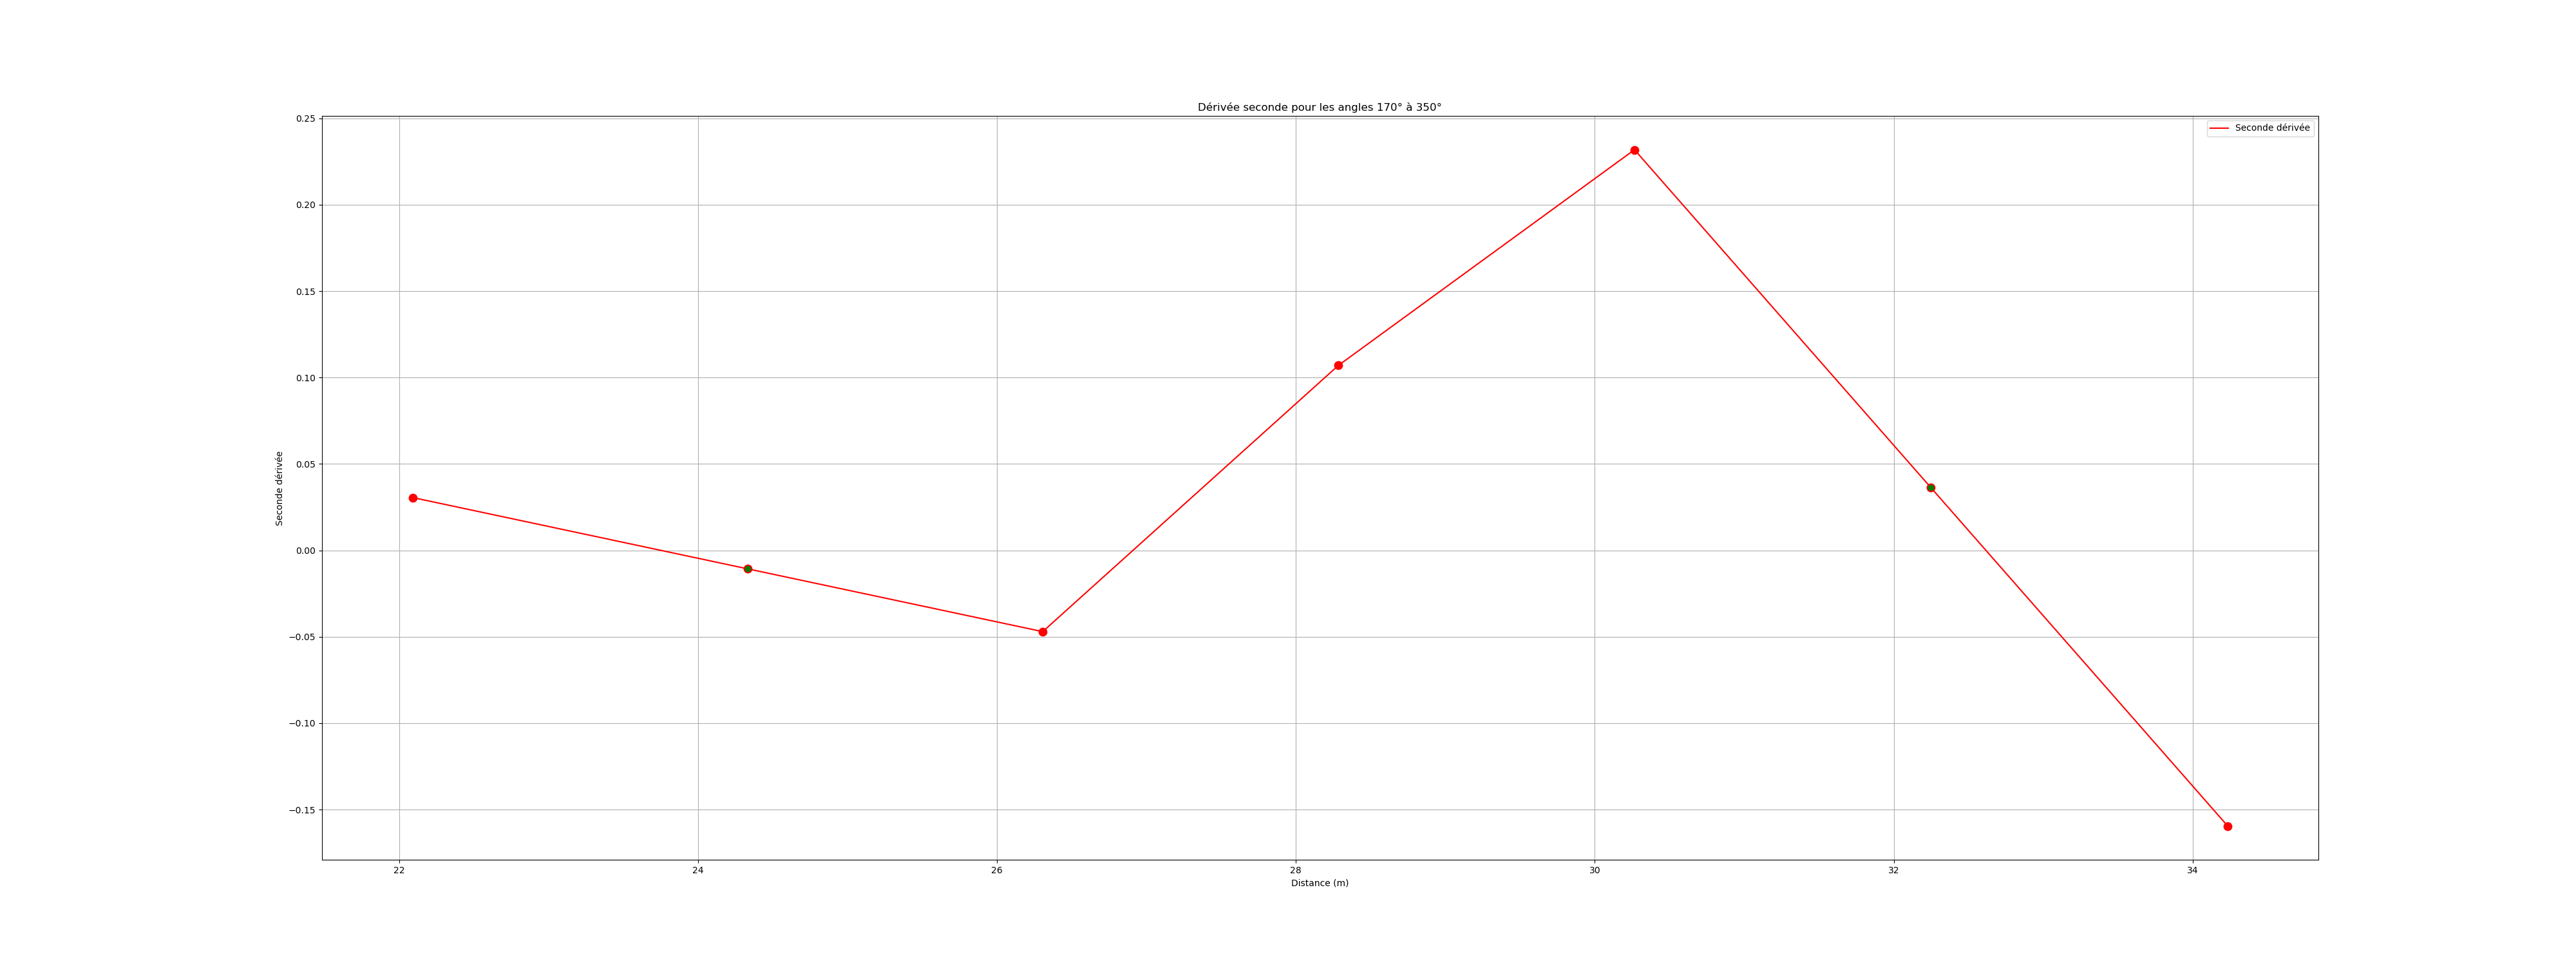 Dérivée seconde pour les angles 170° à 350°
Seconde dérivée
0.25
0.20
0.15
0.10
0.05
0.00
−0.05
−0.10
−0.15
Seconde dérivée
22 24 26 28 30 32 34
Distance (m)